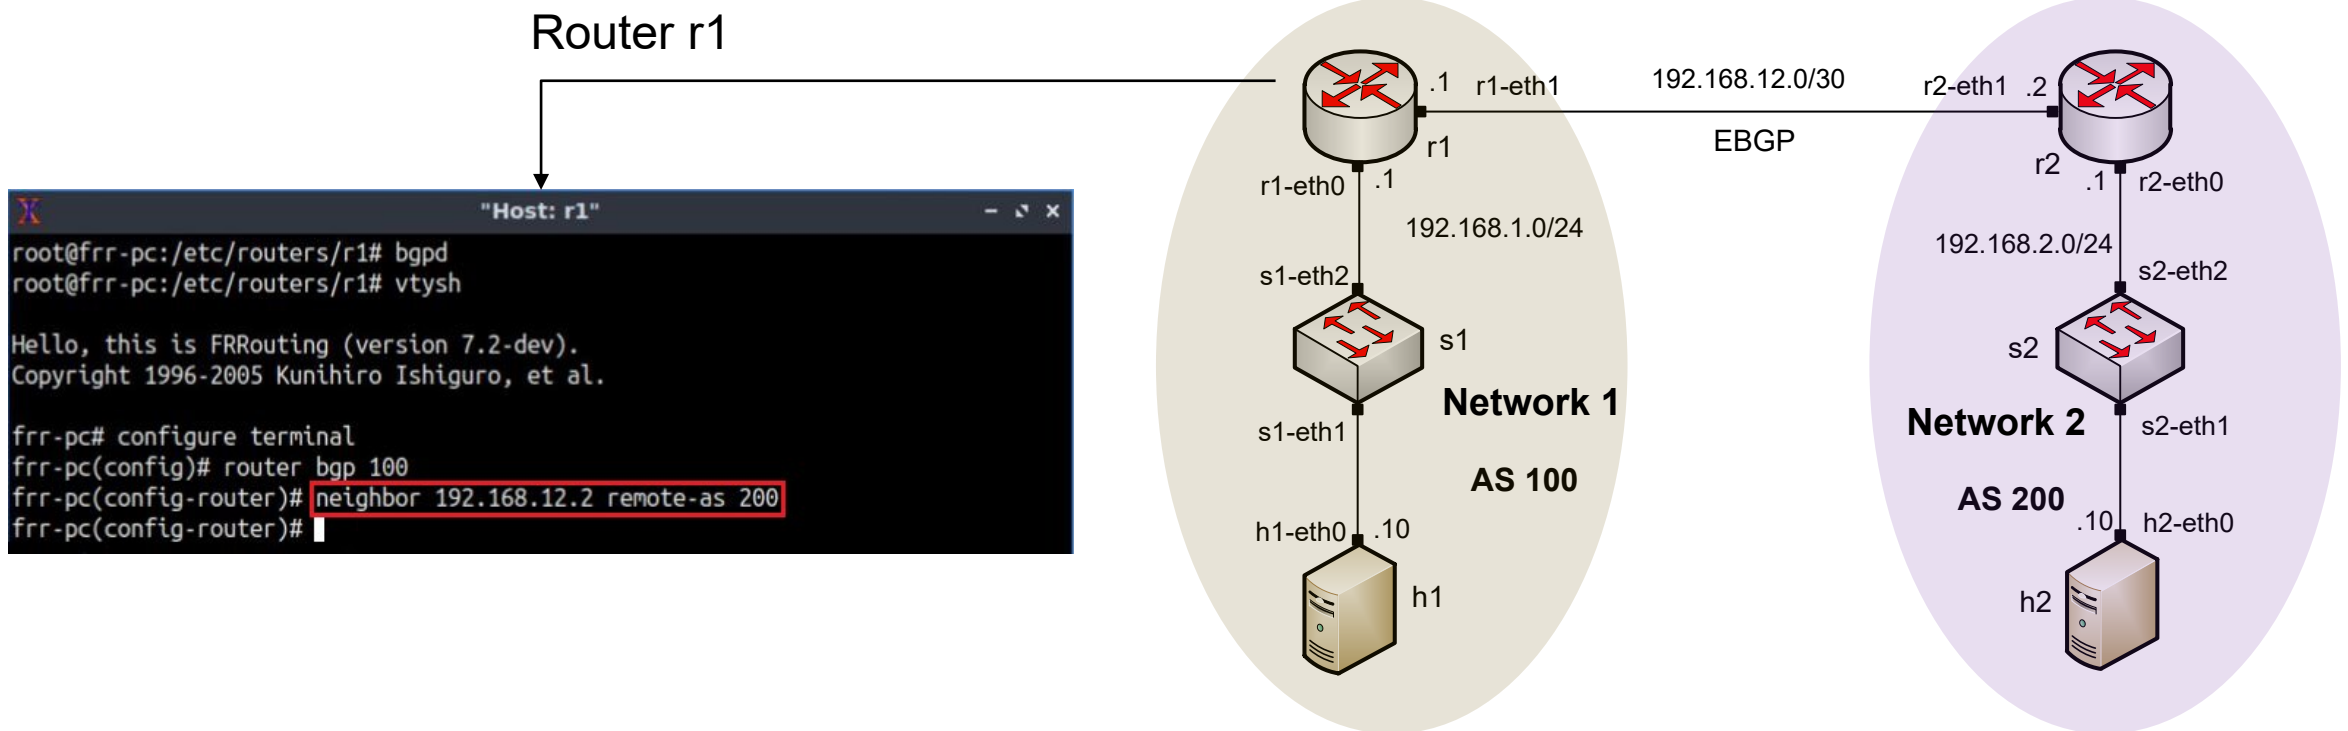 Router r1
"Host: r1"
root@frr-pc:/etc/routers/r1# bgpd
root@frr-pc:/etc/routers/r1# vtysh
Hello, this is FRRouting (version 7.2-dev).
Copyright 1996-2005 Kunihiro Ishiguro, et al.
frr-pc# configure terminal
frr-pc(config)# router bgp 100
frr-pc(config-router)# neighbor 192.168.12.2 remote-as 200
frr-pc(config-router)#
.1 r1-eth1
192.168.12.0/30
r2-eth1 .2
EBGP
r1
r2
r1-eth0 .1
.1 r2-eth0
192.168.1.0/24
192.168.2.0/24
s1-eth2
s2-eth2
s1
s2
Network 1
Network 2
s1-eth1
s2-eth1
AS 100
AS 200
h1-eth0 .10
.10 h2-eth0
h1
h2